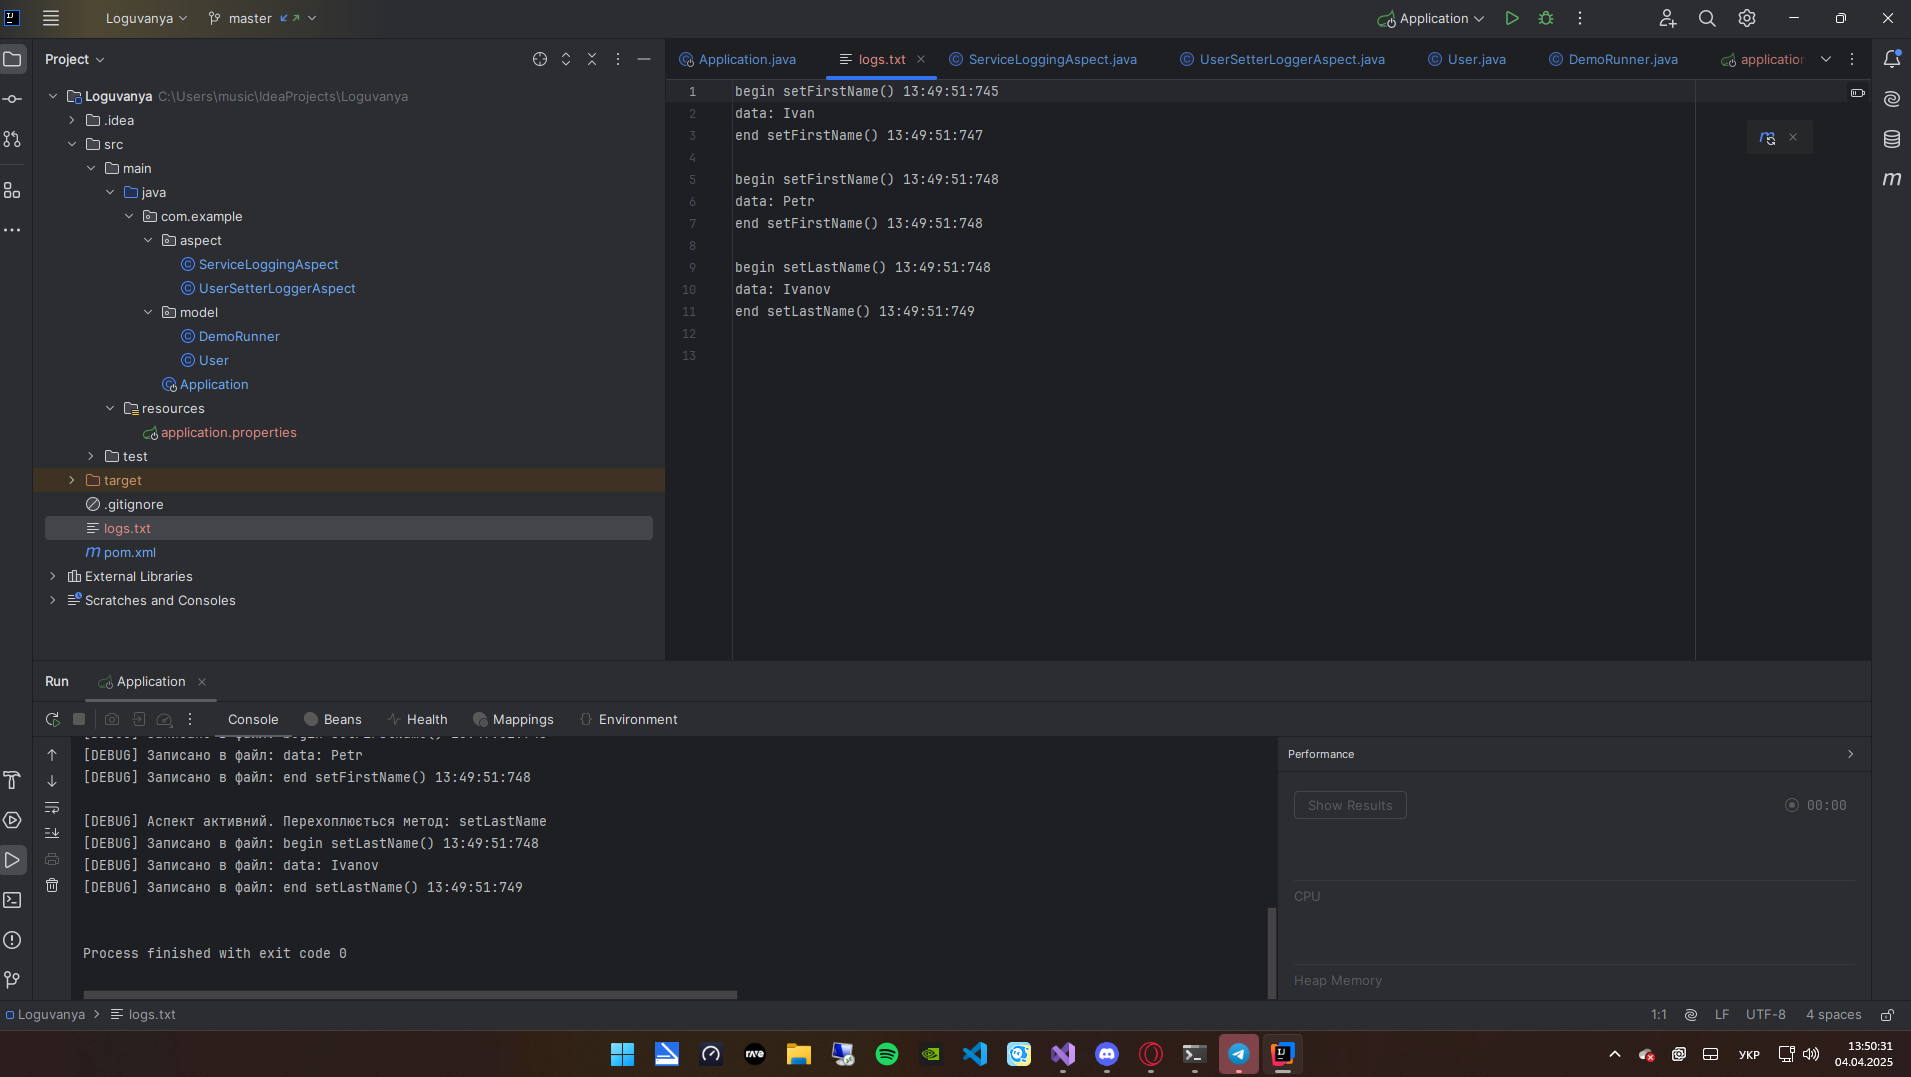 Loguvanya
master
Application
Project
Application.java
logs.txt
ServiceLoggingAspect.java
UserSetterLoggerAspect.java
User.java
DemoRunner.java
Loguvanya C:\Users\music\IdeaProjects\Loguvanya
.idea
src
main
java
com.example
aspect
ServiceLoggingAspect
UserSetterLoggerAspect
model
DemoRunner
User
Application
resources
application.properties
test
target
.gitignore
logs.txt
m pom.xml
External Libraries
Scratches and Consoles
1 begin setFirstName() 13:49:51:745
2 data: Ivan
3 end setFirstName() 13:49:51:747
4
5 begin setFirstName() 13:49:51:748
6 data: Petr
7 end setFirstName() 13:49:51:748
8
9 begin setLastName() 13:49:51:748
10 data: Ivanov
11 end setLastName() 13:49:51:749
12
13
m
m
Run
Application
Console
Beans
Health
Mappings
Environment
[DEBUG] Записано в файл: data: Petr
[DEBUG] Записано в файл: end setFirstName() 13:49:51:748
[DEBUG] Аспект активний. Перехоплюється метод: setLastName
[DEBUG] Записано в файл: begin setLastName() 13:49:51:748
[DEBUG] Записано в файл: data: Ivanov
[DEBUG] Записано в файл: end setLastName() 13:49:51:749
Process finished with exit code 0
Performance
Show Results
00:00
CPU
Heap Memory
Loguvanya
logs.txt
1:1
LF
UTF-8
4 spaces
УКР
13:50:31
04.04.2025